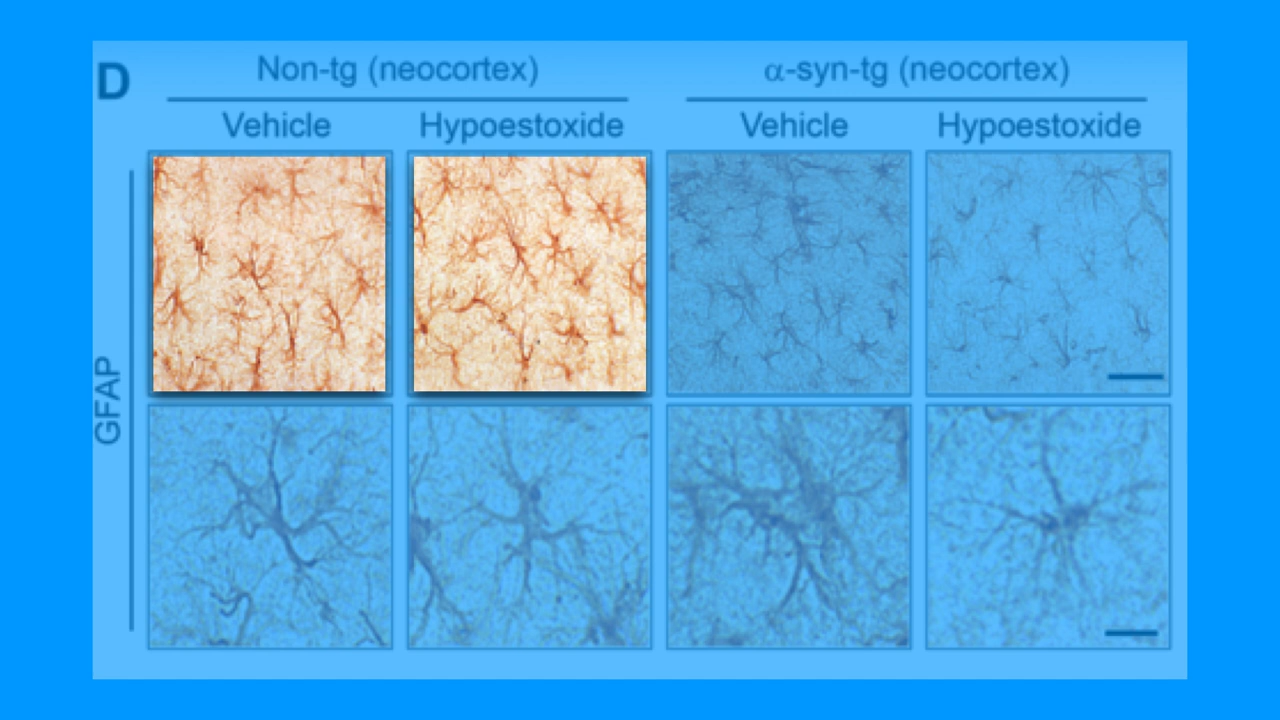 D
Non-tg (neocortex)
α-syn-tg (neocortex)
Vehicle
Hypoestoxide
Vehicle
Hypoestoxide
GFAP